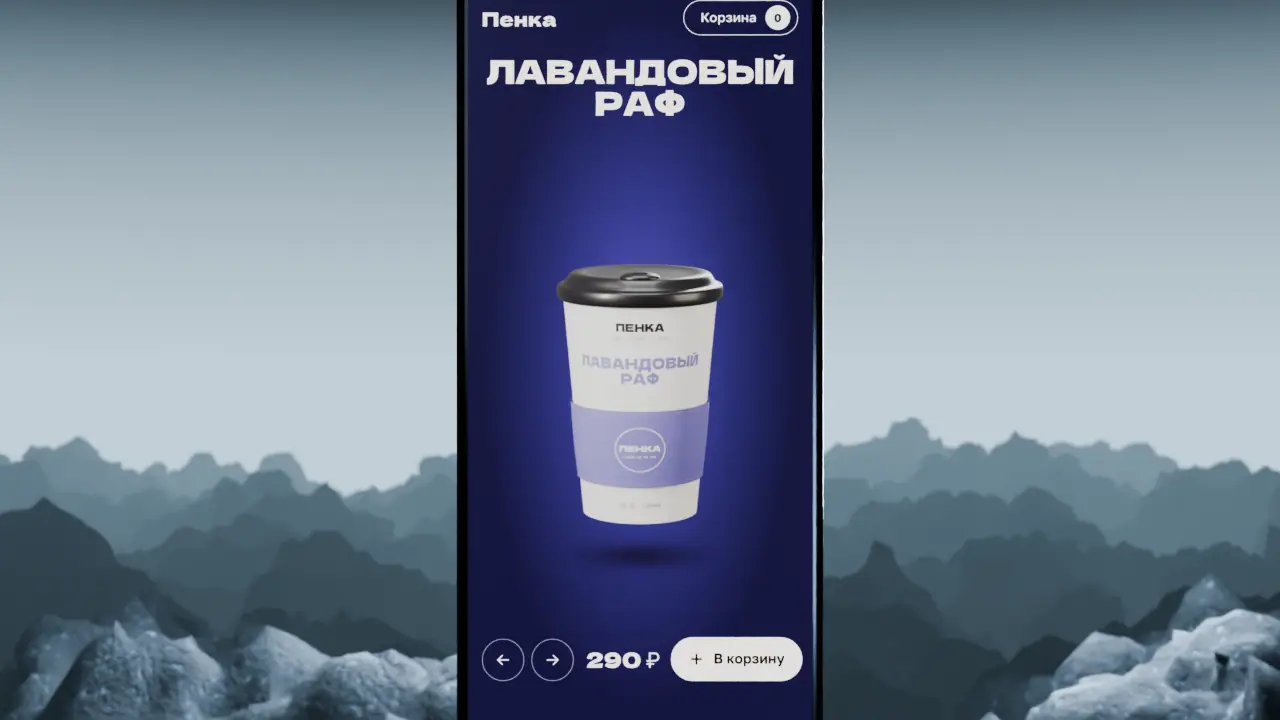 Пенка
Корзина 0
ЛАВАНДОВЫЙ
РАФ
ПЕНКА
ЛАВАНДОВЫЙ
РАФ
ПЕНКА
290 ₽
+ В корзину